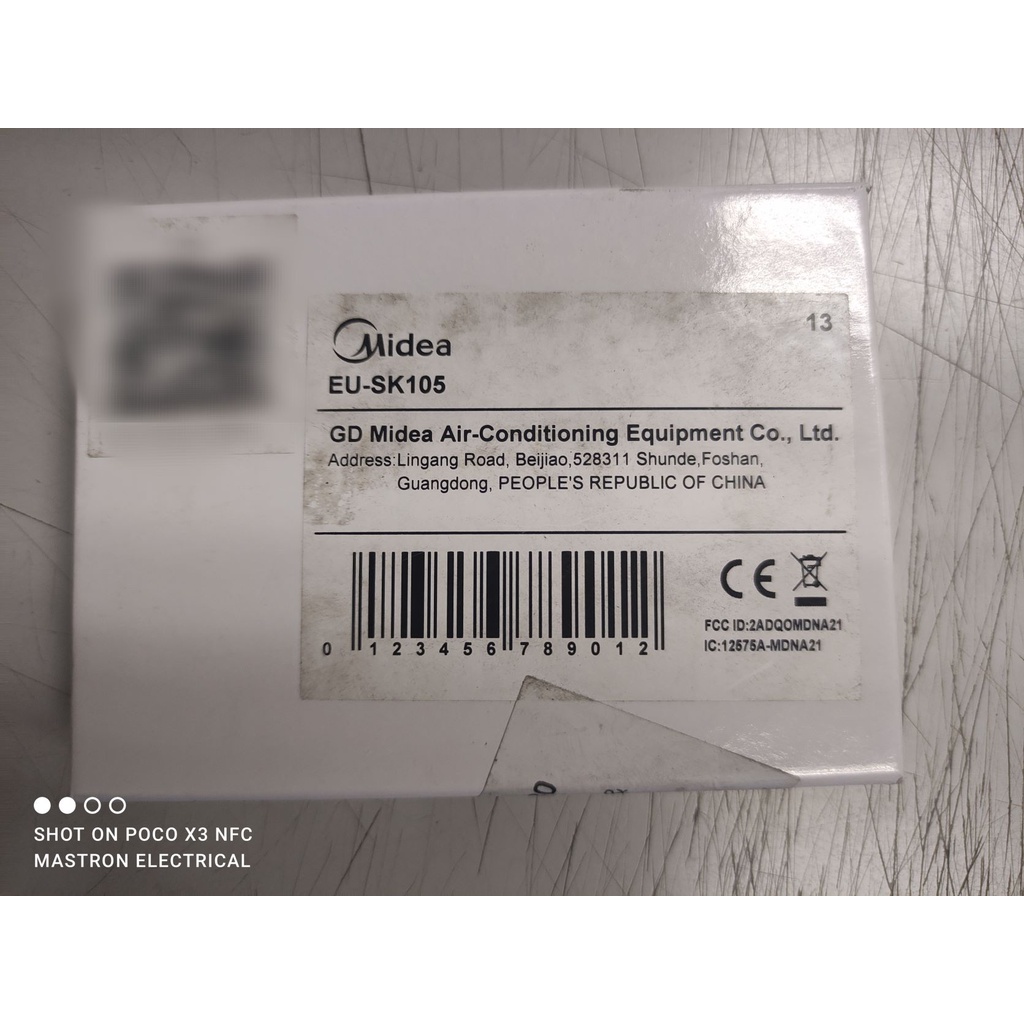 13
Midea
EU-SK105
GD Midea Air-Conditioning Equipment Co., Ltd.
Address:Lingang Road, Beijiao,528311 Shunde,Foshan,
Guangdong, PEOPLE'S REPUBLIC OF CHINA
CE
FCC ID:2ADQOMDNA21
IC:12575A-MDNA21
0 123456 789012
SHOT ON POCO X3 NFC
MASTRON ELECTRICAL